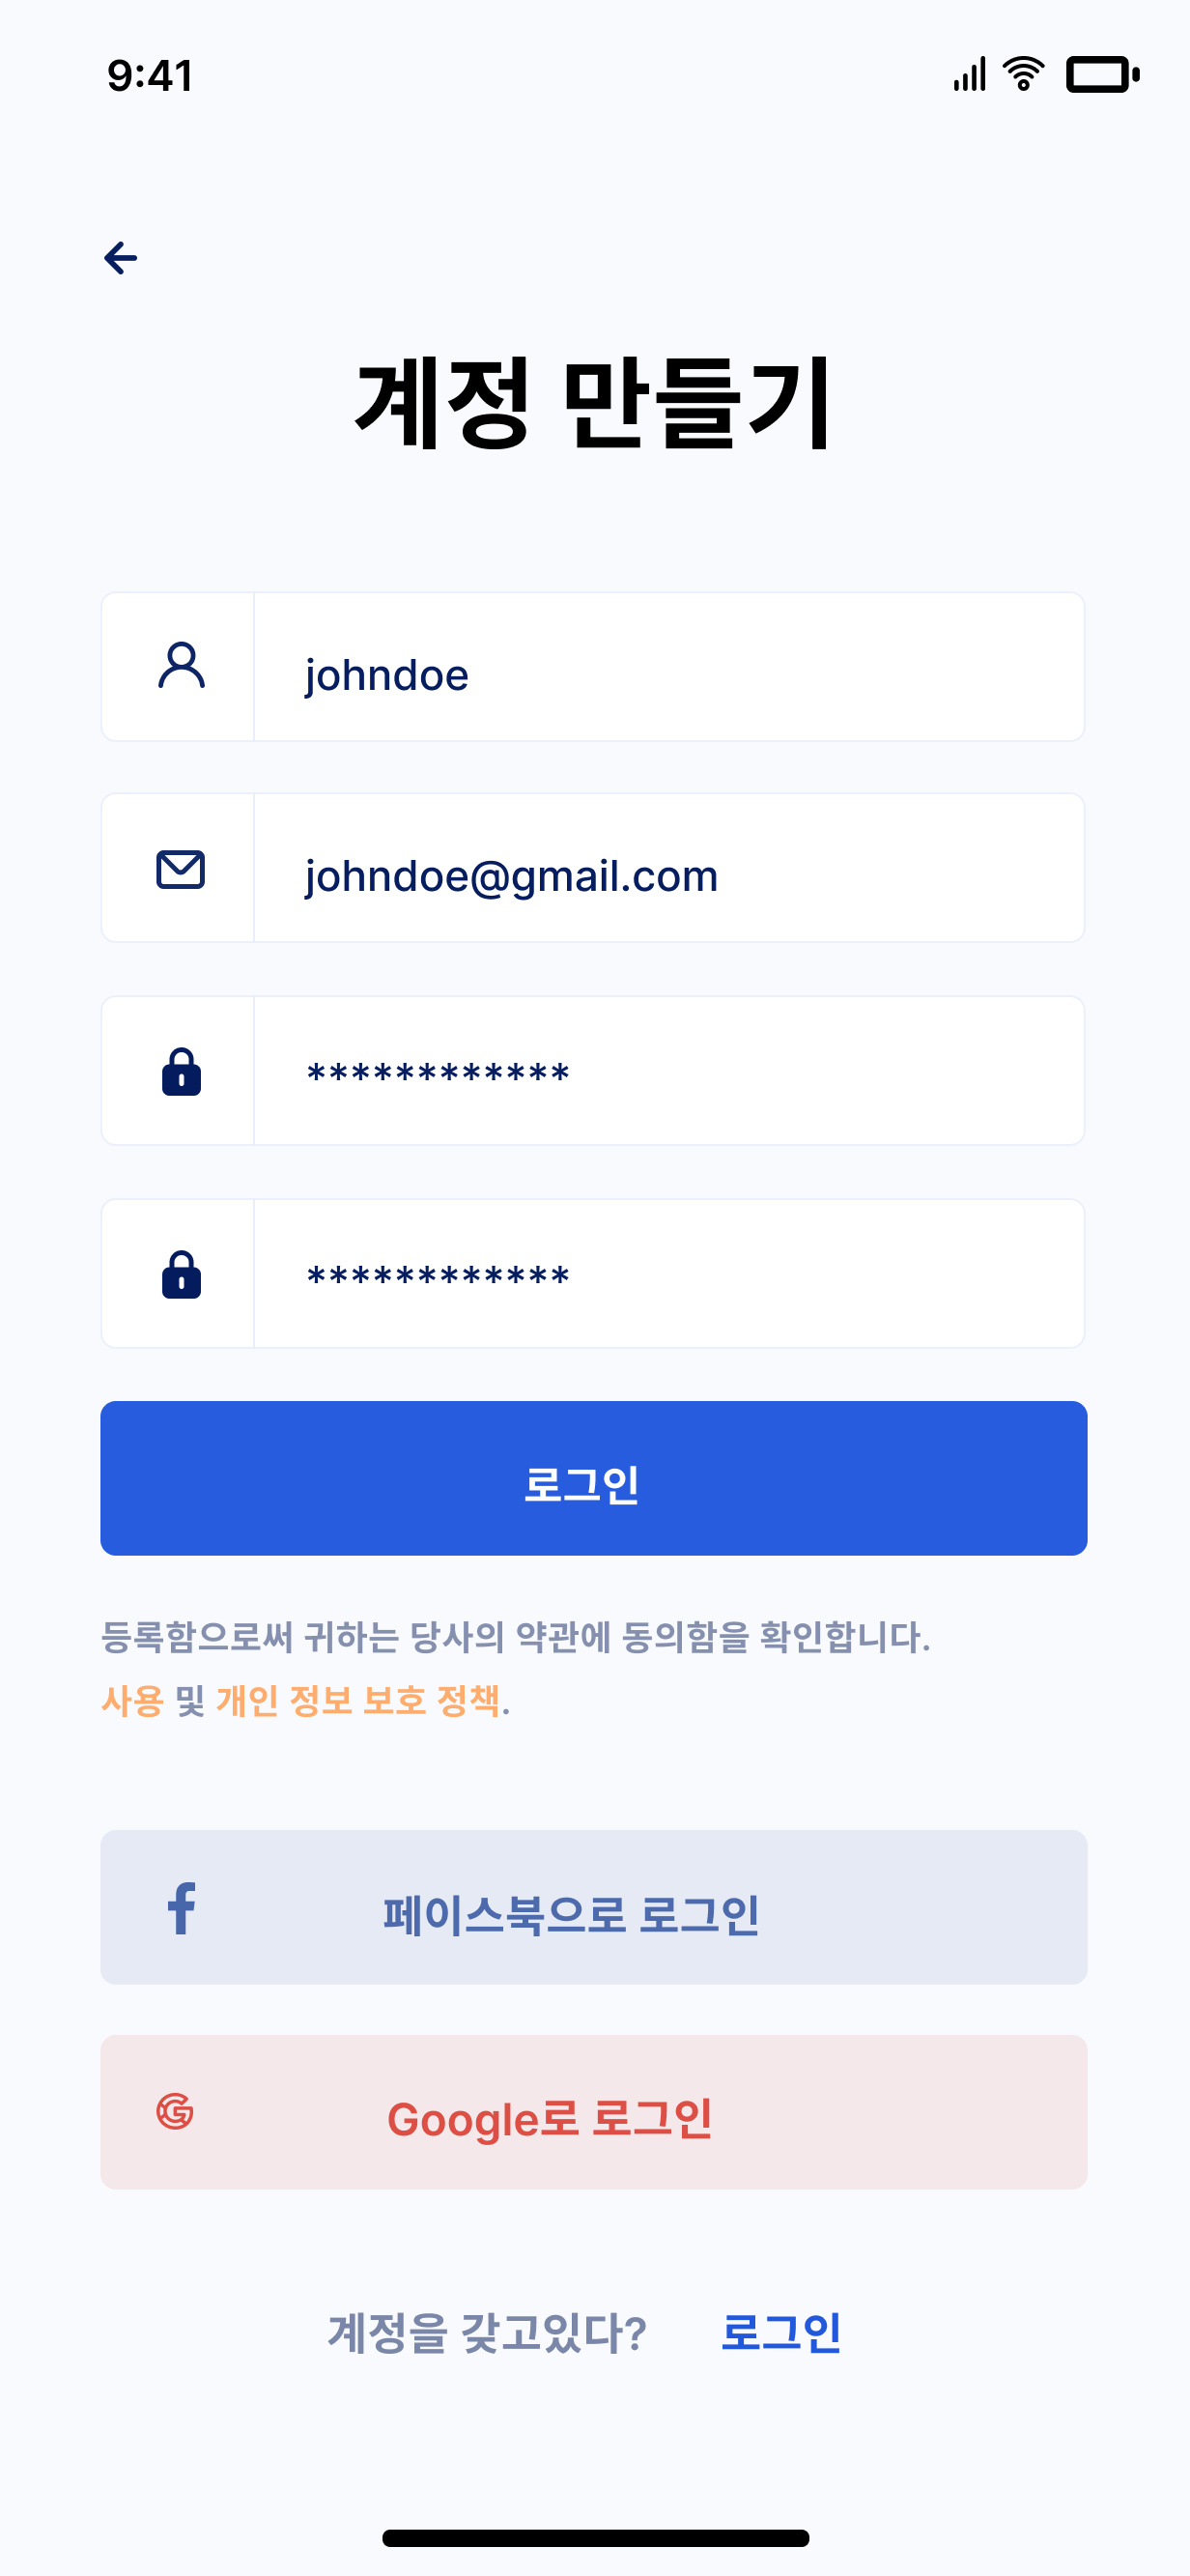 9:41
계정 만들기
johndoe
johndoe@gmail.com
************
************
로그인
등록함으로써 귀하는 당사의 약관에 동의함을 확인합니다.
사용 및 개인 정보 보호 정책.
페이스북으로 로그인
Google로 로그인
계정을 갖고있다? 로그인